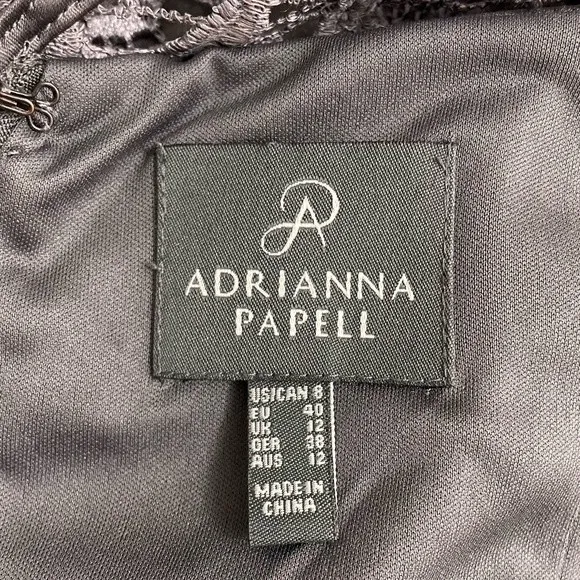 AP
ADRIANNA
PAPELL
US/CAN 8
EU 40
UK 12
GER 38
AUS 12
MADE IN
CHINA